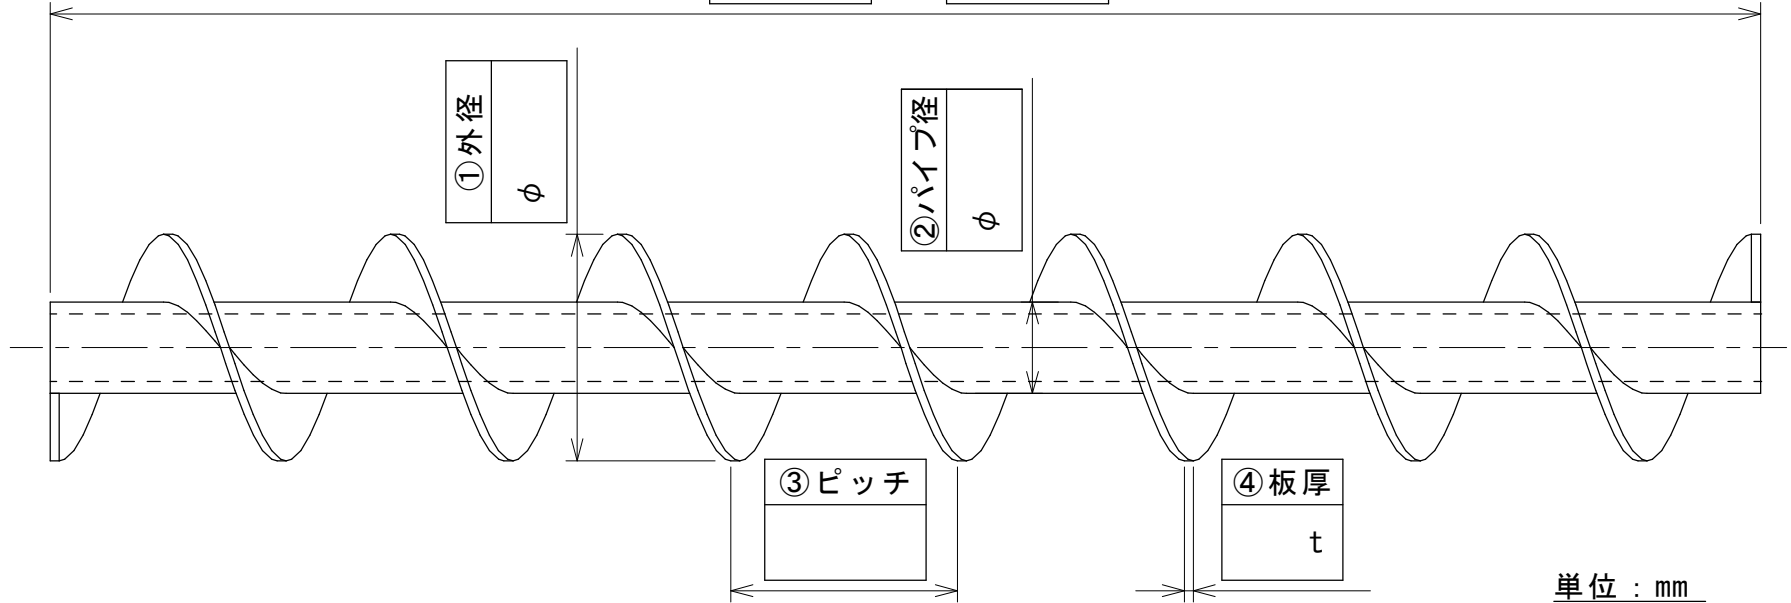 ①外径
φ
②パイプ径
φ
③ピッチ
④板厚
t
単位：mm